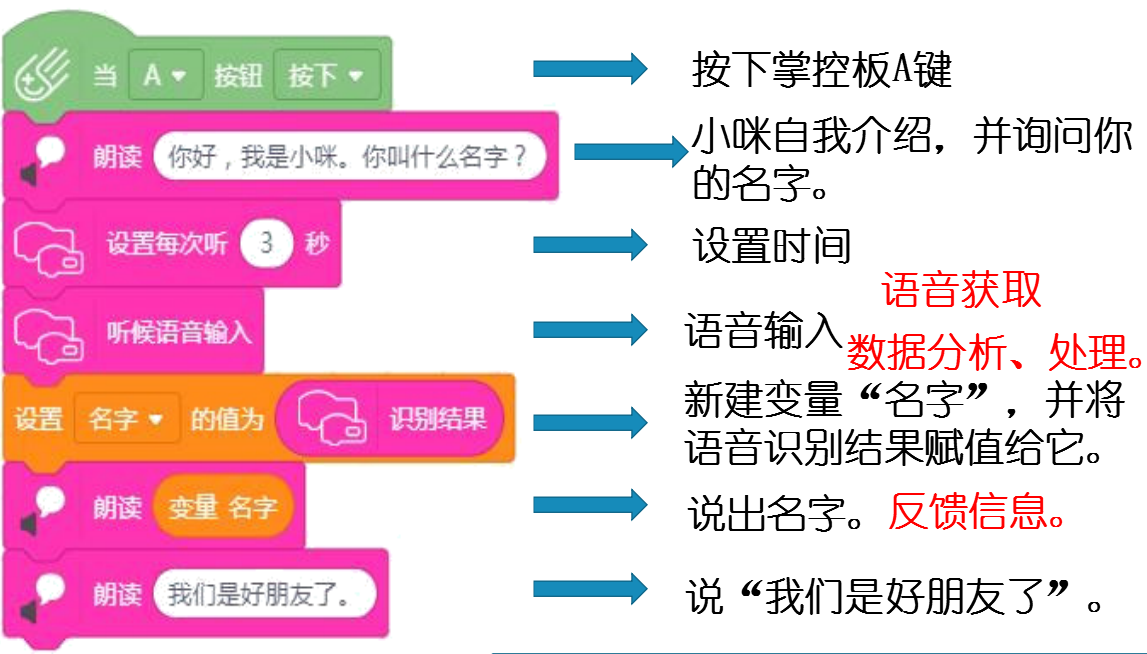 当 A 按钮 按下
按下掌控板A键
朗读 你好，我是小咪。你叫什么名字？
小咪自我介绍，并询问你
的名字。
设置每次听 3 秒
设置时间
语音获取
听候语音输入
语音输入
数据分析、处理。
设置 名字 的值为 识别结果
新建变量“名字”，并将
语音识别结果赋值给它。
朗读 变量 名字
说出名字。反馈信息。
朗读 我们是好朋友了。
说“我们是好朋友了”。